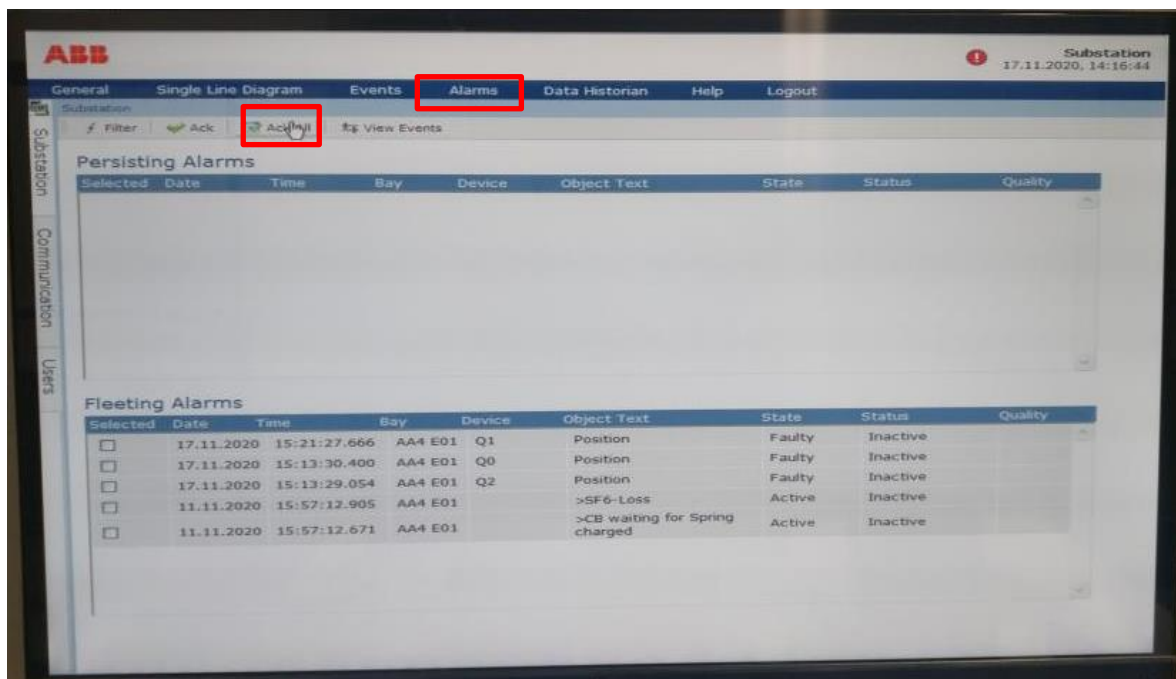 ABB
Substation
17.11.2020, 14:16:44
General Single Line Diagram Events Alarms Data Historian Help Logout
Substation
Filter Ack View Events
Substation
Communication
Users
Persisting Alarms
Selected Date Time Bay Device Object Text State Status Quality
Fleeting Alarms
Selected Date Time Bay Device Object Text State Status Quality
17.11.2020 15:21:27.666 AA4 E01 Q1 Position Faulty Inactive
17.11.2020 15:13:30.400 AA4 E01 Q0 Position Faulty Inactive
17.11.2020 15:13:29.054 AA4 E01 Q2 Position Faulty Inactive
11.11.2020 15:57:12.905 AA4 E01 >SF6-Loss Active Inactive
11.11.2020 15:57:12.671 AA4 E01 >CB waiting for Spring Active Inactive
charged